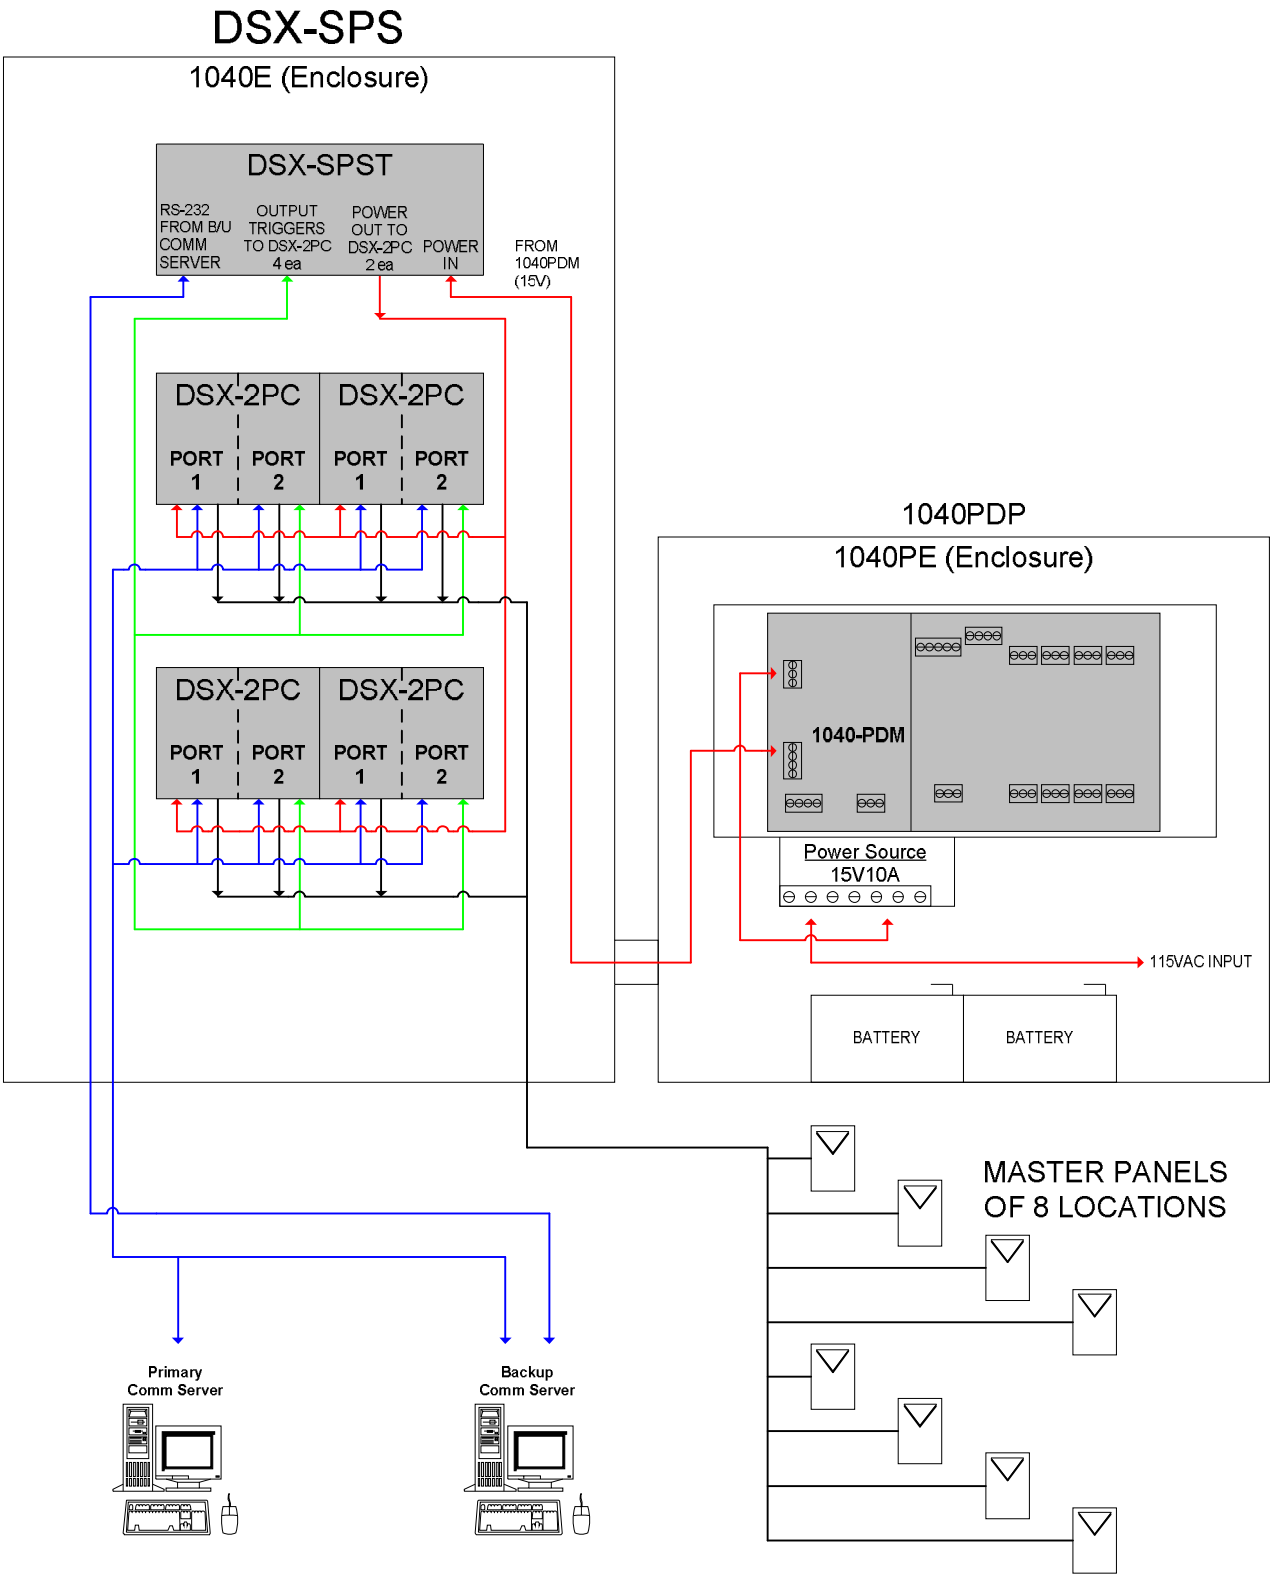 DSX-SPS
1040E (Enclosure)
DSX-SPST
RS-232
FROM B/U
COMM
SERVER
OUTPUT
TRIGGERS
TO DSX-2PC
4 ea
POWER
OUT TO
DSX-2PC
2 ea
POWER
IN
FROM
1040PDM
(15V)
DSX-2PC
DSX-2PC
PORT
1
PORT
2
PORT
1
PORT
2
DSX-2PC
DSX-2PC
PORT
1
PORT
2
PORT
1
PORT
2
1040PDP
1040PE (Enclosure)
1040-PDM
Power Source
15V10A
115VAC INPUT
BATTERY
BATTERY
MASTER PANELS
OF 8 LOCATIONS
Primary
Comm Server
Backup
Comm Server